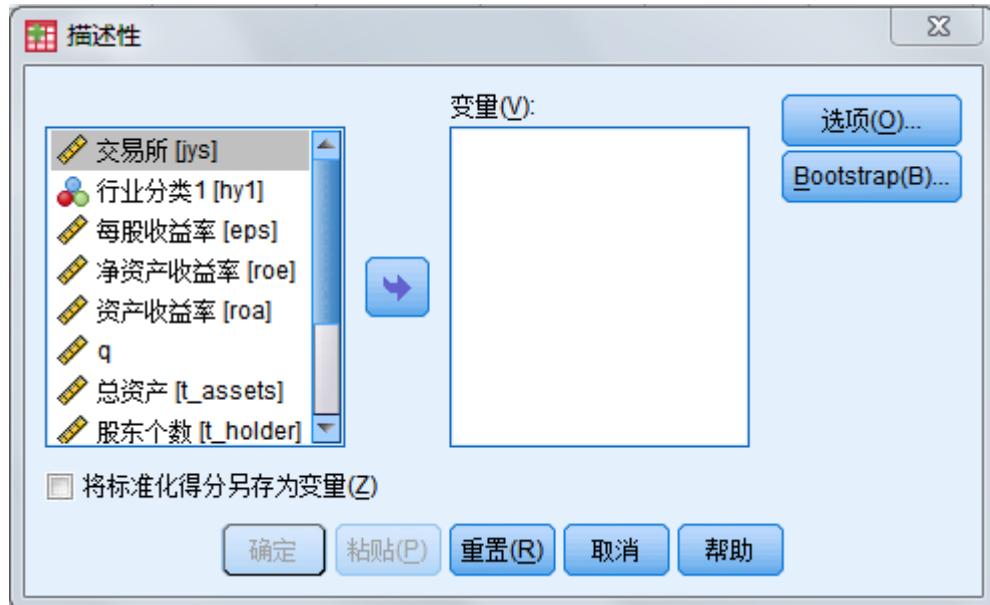 描述性
变量(V):
交易所 [jys]
行业分类1 [hy1]
每股收益率 [eps]
净资产收益率 [roe]
资产收益率 [roa]
q
总资产 [t_assets]
股东个数 [t_holder]
选项(O)...
Bootstrap(B)...
将标准化得分另存为变量(Z)
确定
粘贴(P)
重置(R)
取消
帮助